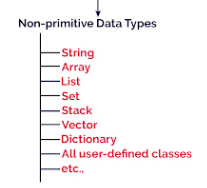 Non-primitive Data Types
String
Array
List
Set
Stack
Vector
Dictionary
All user-defined classes
etc.,